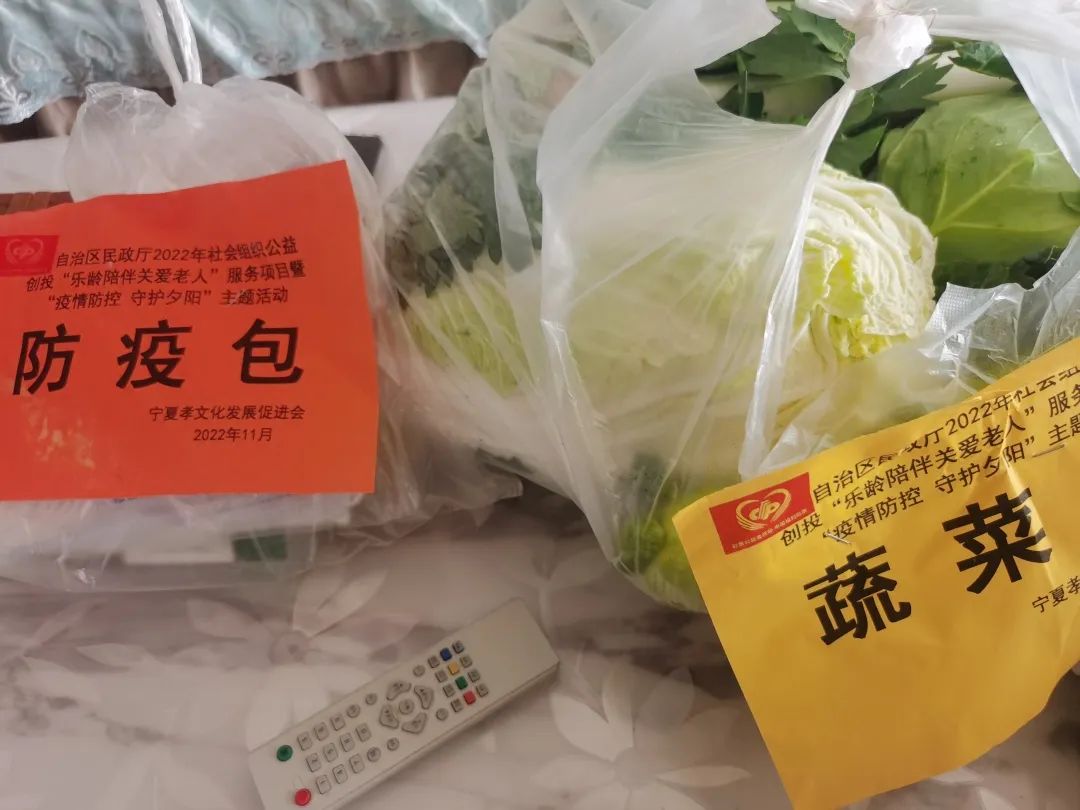 自治区民政厅2022年社会组织公益
创投“乐龄陪伴关爱老人”服务项目暨
“疫情防控 守护夕阳”主题活动
防疫包
宁夏孝文化发展促进会
2022年11月
自治区民政厅2022年社会组
创投“乐龄陪伴关爱老人”服务
“疫情防控 守护夕阳”主题
蔬菜
宁夏孝